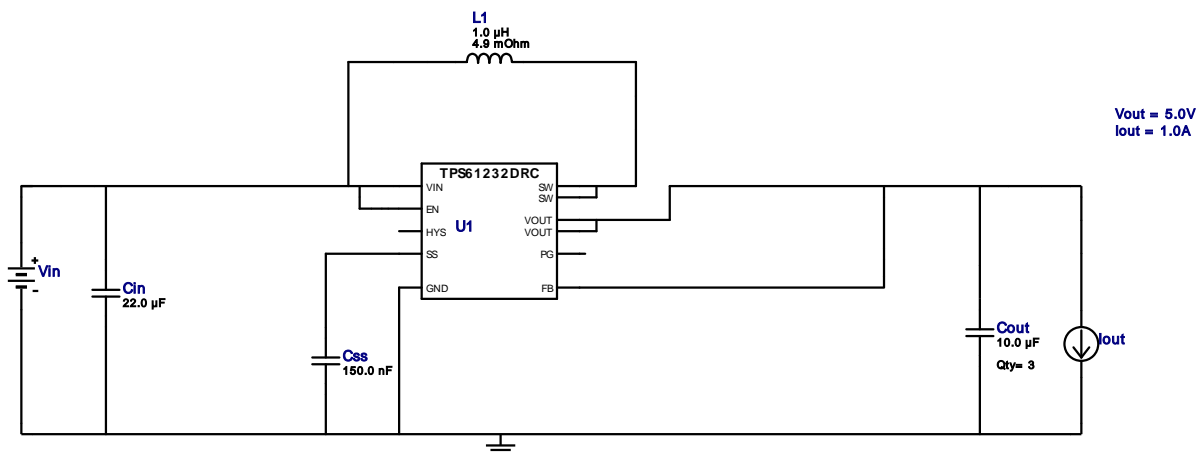 L1
1.0 µH
4.9 mOhm
Vout = 5.0V
Iout = 1.0A
TPS61232DRC
VIN
SW
SW
EN
VOUT
U1
HYS
VOUT
SS
PG
GND
FB
+
Vin
-
Cin
22.0 µF
Css
150.0 nF
Cout
10.0 µF
Qty= 3
Iout